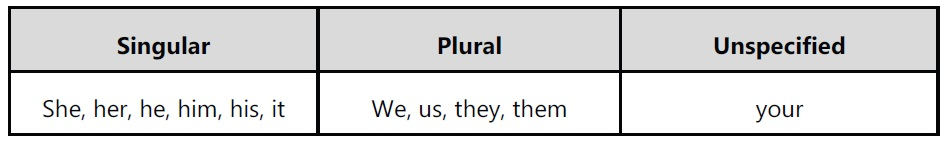 Singular Plural Unspecified
She, her, he, him, his, it We, us, they, them your